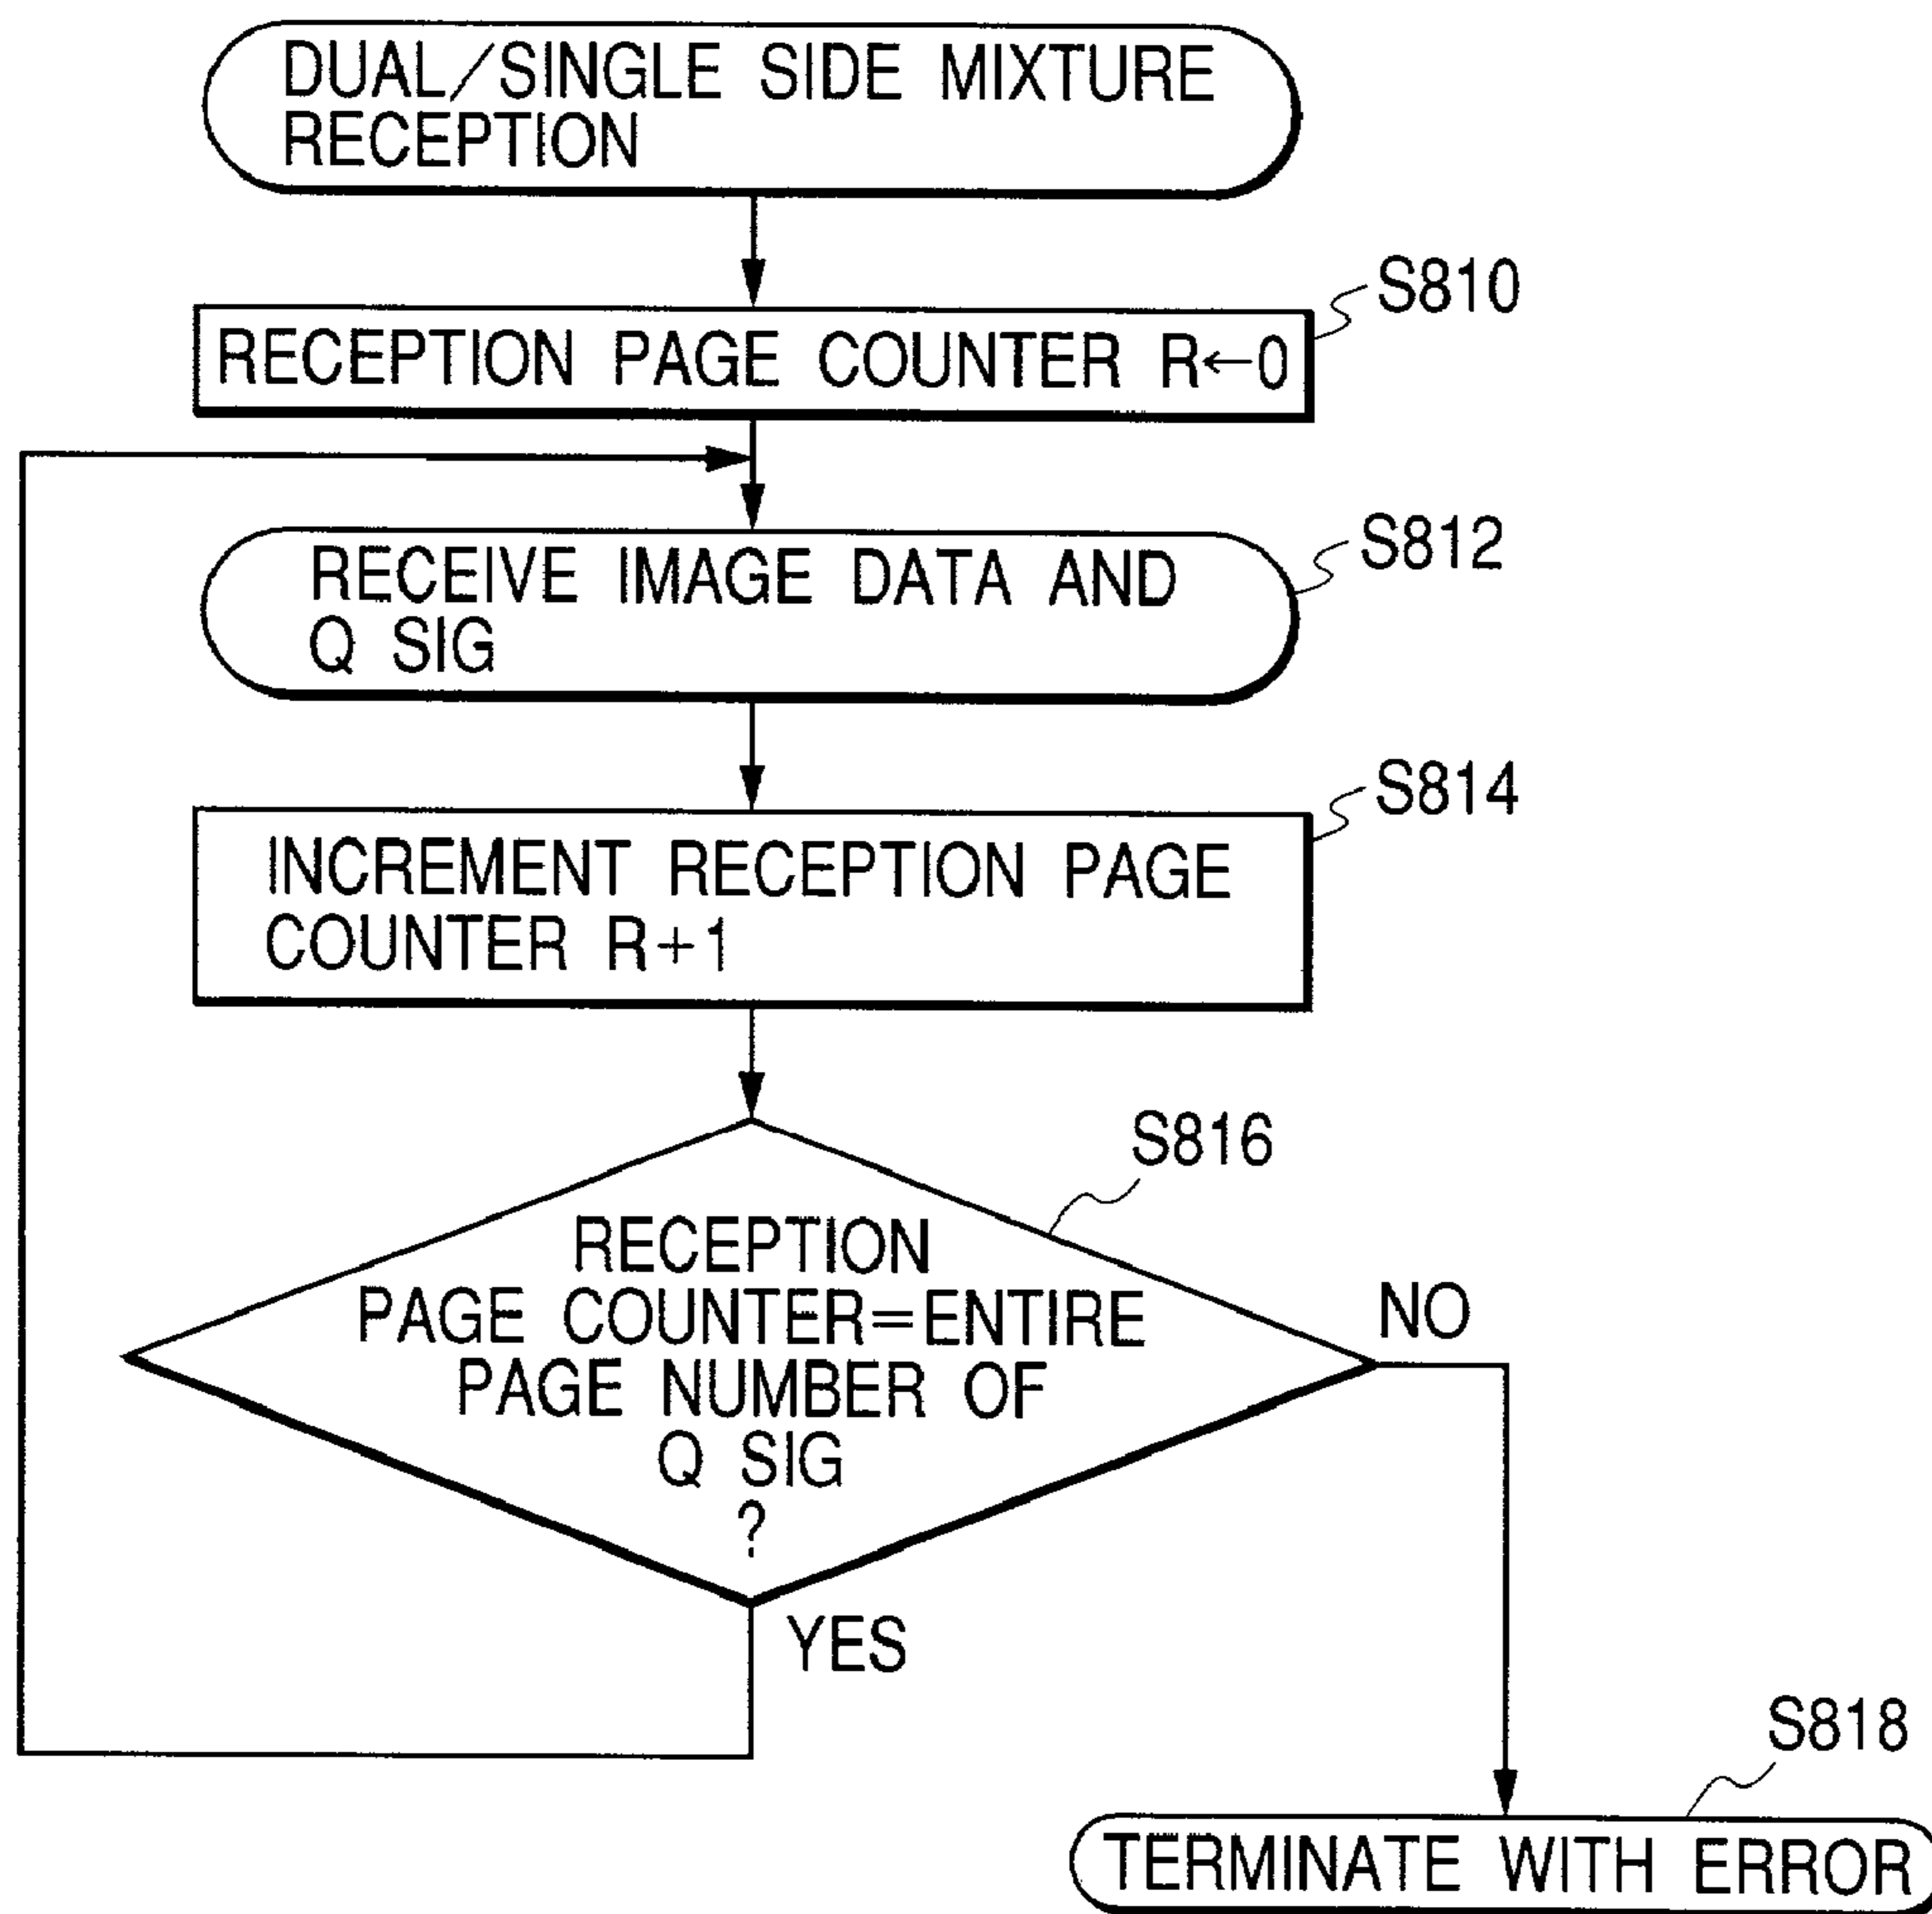 DUAL/SINGLE SIDE MIXTURE
RECEPTION
S810
RECEPTION PAGE COUNTER R←0
S812
RECEIVE IMAGE DATA AND
Q SIG
S814
INCREMENT RECEPTION PAGE
COUNTER R+1
S816
RECEPTION
PAGE COUNTER=ENTIRE
PAGE NUMBER OF
Q SIG
?
NO
YES
S818
TERMINATE WITH ERROR